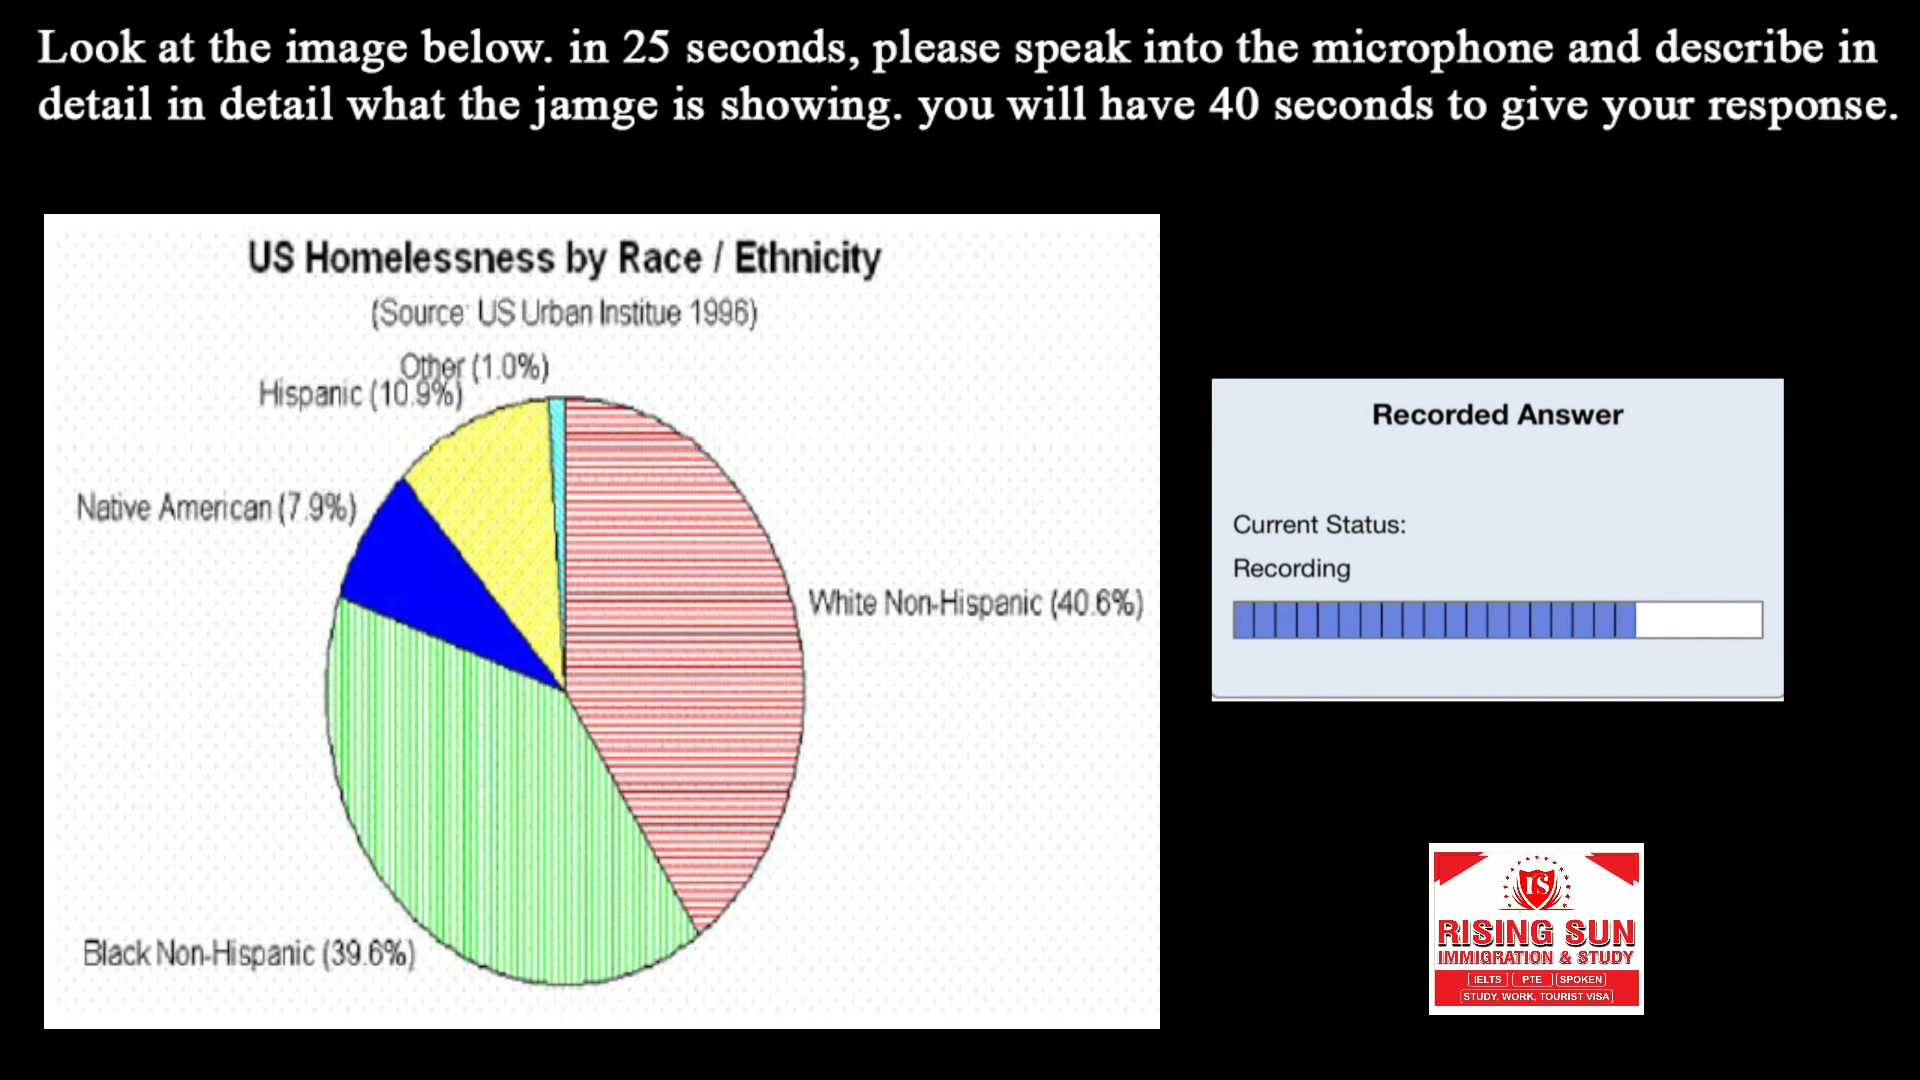 Look at the image below. in 25 seconds, please speak into the microphone and describe in
detail in detail what the jamge is showing. you will have 40 seconds to give your response.
US Homelessness by Race / Ethnicity
(Source: US Urban Institue 1996)
Other (1.0%)
Hispanic (10.9%)
Native American (7.9%)
White Non-Hispanic (40.6%)
Black Non-Hispanic (39.6%)
Recorded Answer
Current Status:
Recording
RS
RISING SUN
IMMIGRATION & STUDY
IELTS PTE SPOKEN
STUDY, WORK, TOURIST VISA